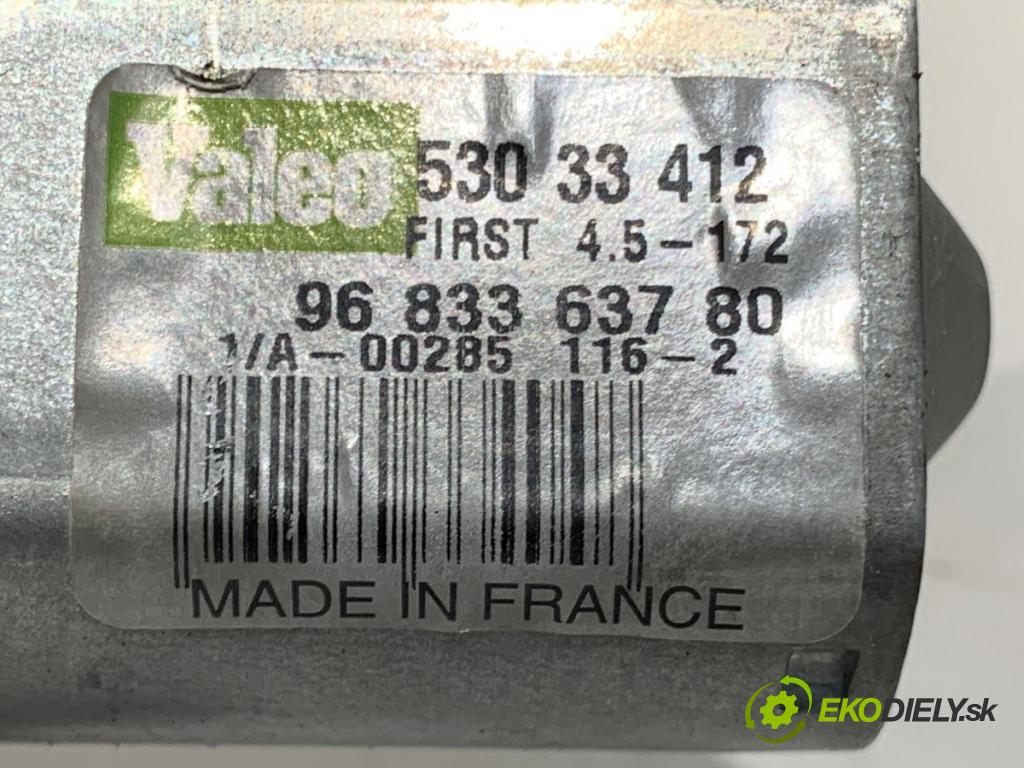 Valeo 530 33 412
FIRST 4.5-172
96 833 637 80
1/A-00285 116-2
MADE IN FRANCE
EKODIELY.sk